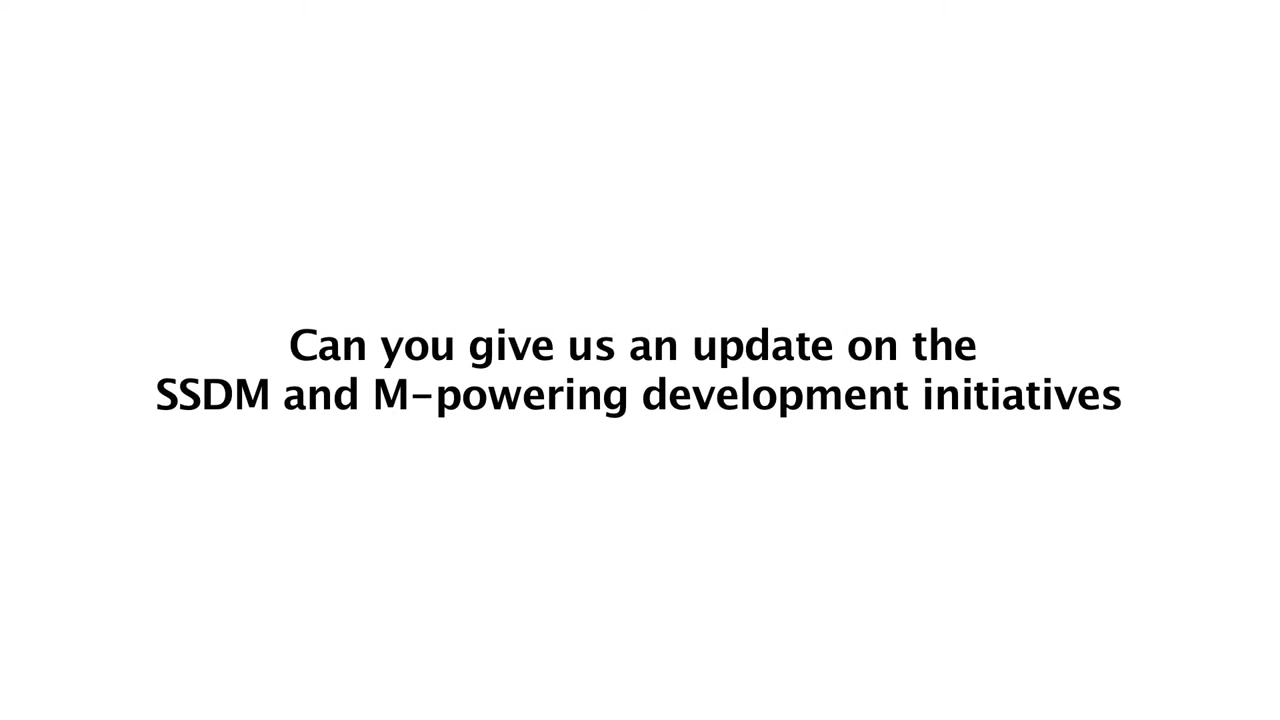 Can you give us an update on the
SSDM and M-powering development initiatives